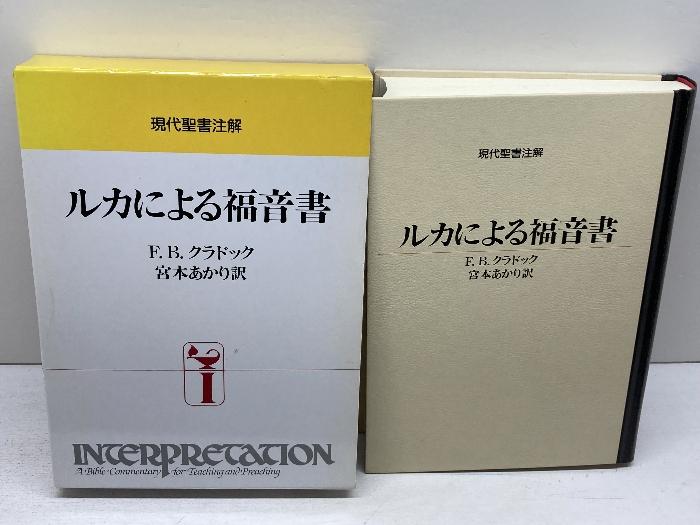 現代聖書注解
ルカによる福音書
F. B. クラドック
宮本あかり訳
I
INTERPRETATION
A Bible Commentary for Teaching and Preaching
現代聖書注解
ルカによる福音書
F. B. クラドック
宮本あかり訳